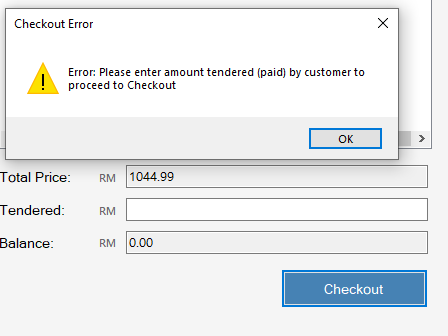 Checkout Error
Error: Please enter amount tendered (paid) by customer to
proceed to Checkout
OK
Total Price: RM 1044.99
Tendered: RM
Balance: RM 0.00
Checkout